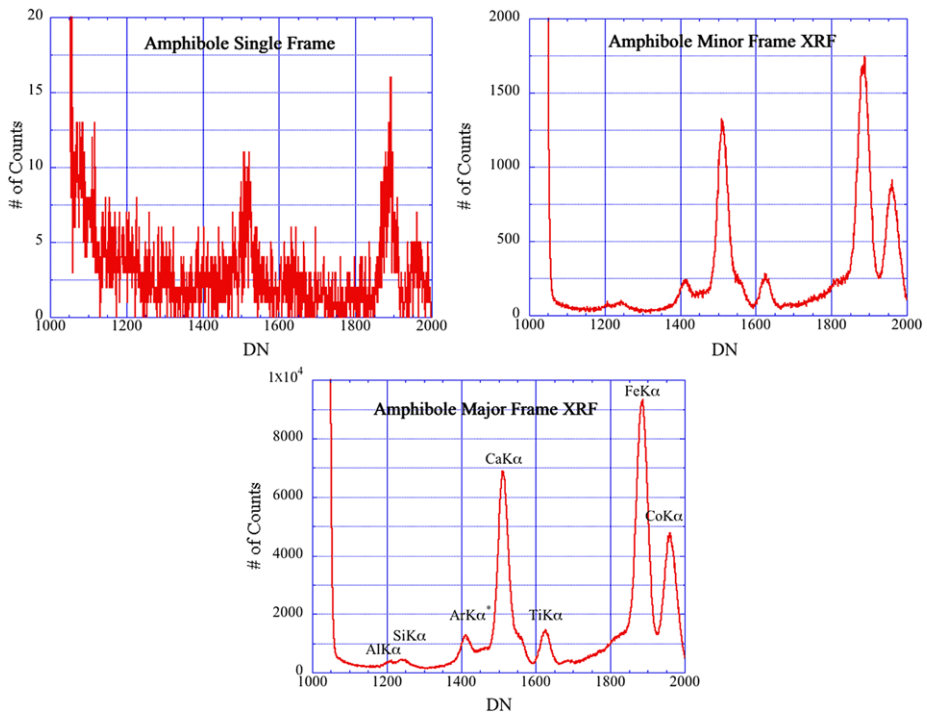 Amphibole Single Frame
20
15
10
5
0
# of Counts
1000 1200 1400 1600 1800 2000
DN
Amphibole Minor Frame XRF
2000
1500
1000
500
0
# of Counts
1000 1200 1400 1600 1800 2000
DN
Amphibole Major Frame XRF
1x10⁴
8000
6000
4000
2000
0
# of Counts
FeKα
CaKα
CoKα
ArKα*
TiKα
SiKα
AlKα
1000 1200 1400 1600 1800 2000
DN